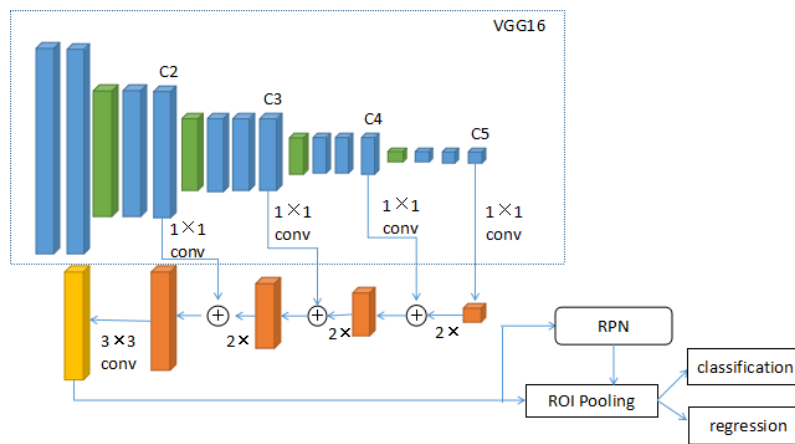 VGG16
C2
C3
C4
C5
1×1
conv
1×1
conv
1×1
conv
1×1
conv
3×3
conv
2×
2×
2×
RPN
ROI Pooling
classification
regression